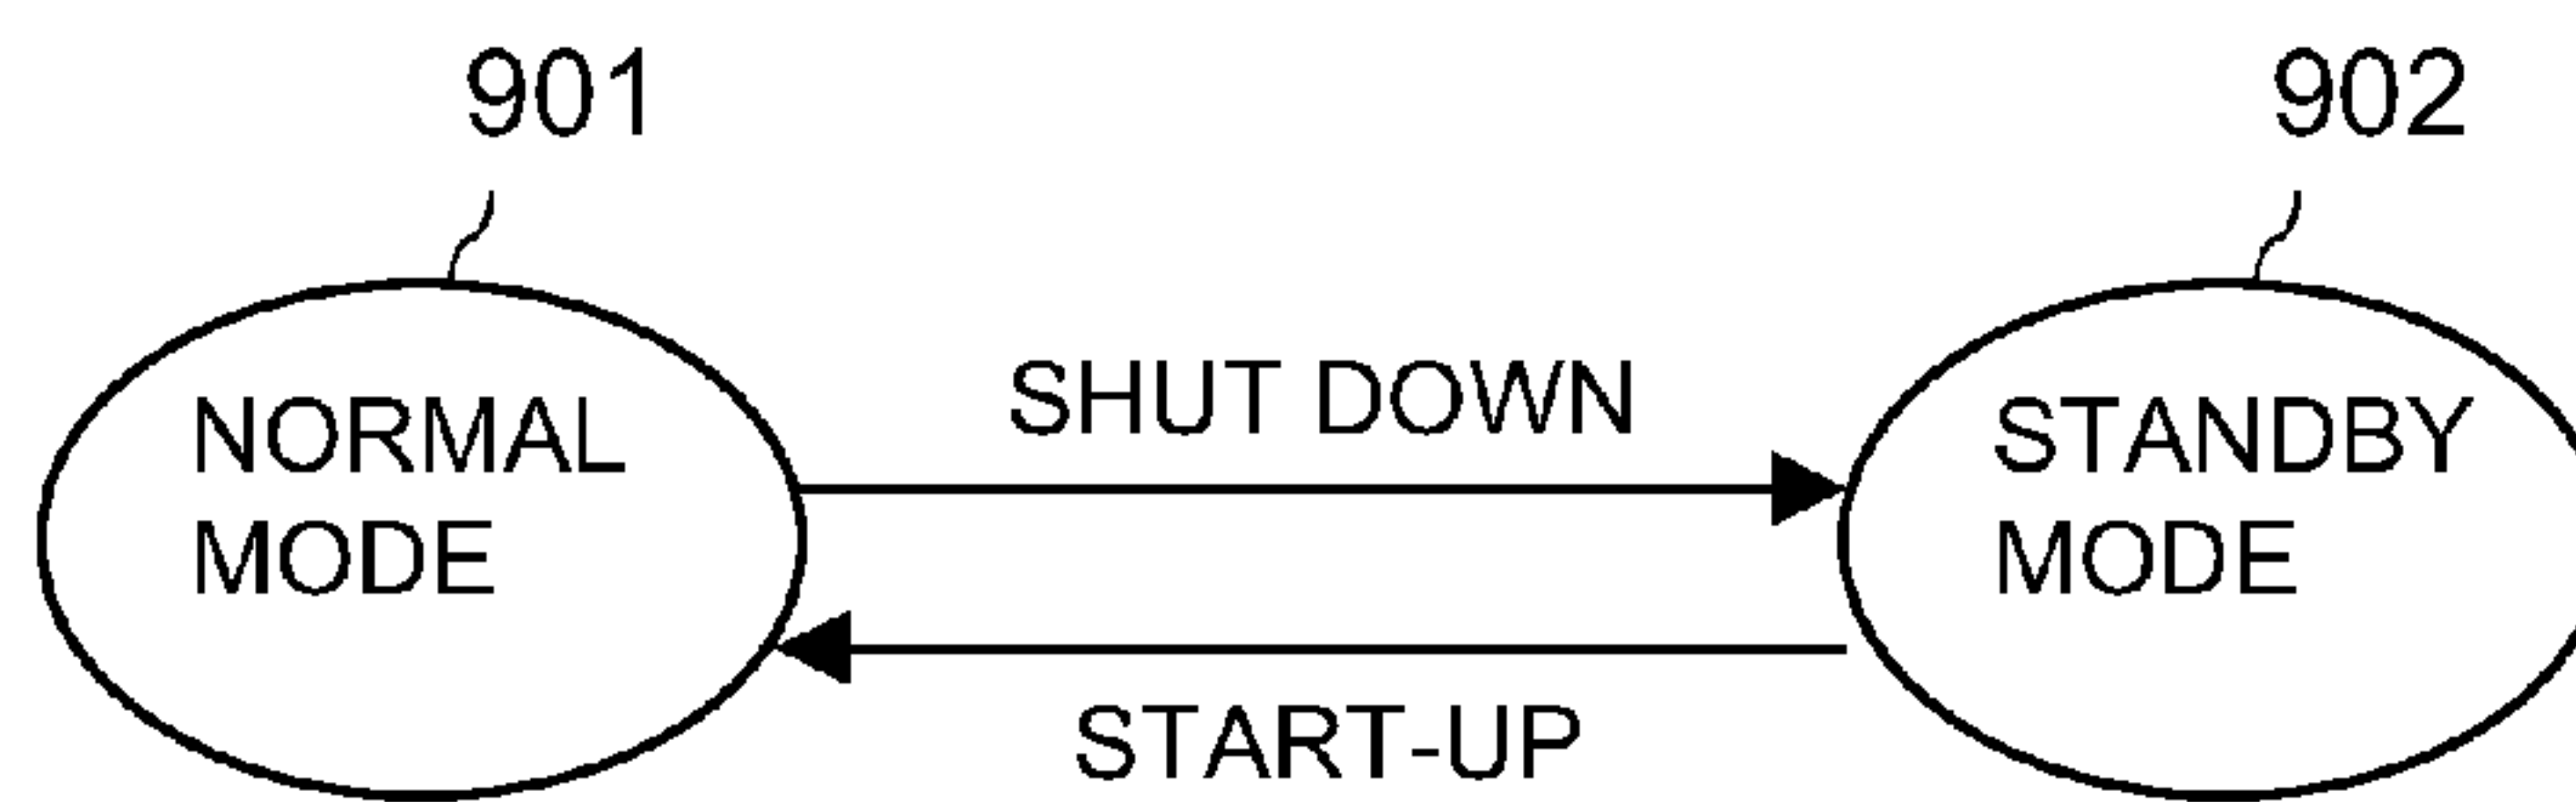 901
902
SHUT DOWN
NORMAL
MODE
STANDBY
MODE
START-UP